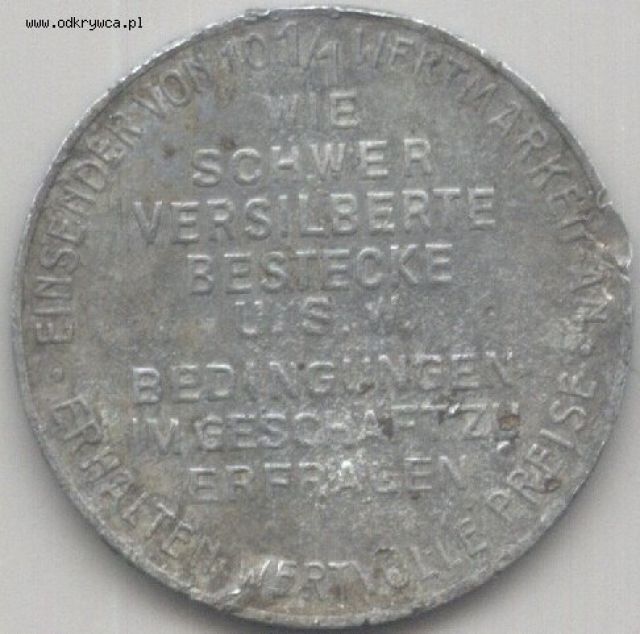 www.odkrywca.pl
EINSENDER VON 10 1/1 WERTMARKEN AN
WIE
SCHWER
VERSILBERTE
BESTECKE
U. S. W.
BEDINGUNGEN
IM GESCHÄFT ZU
ERFRAGEN
· ERHALTEN WERTVOLLE PREISE ·